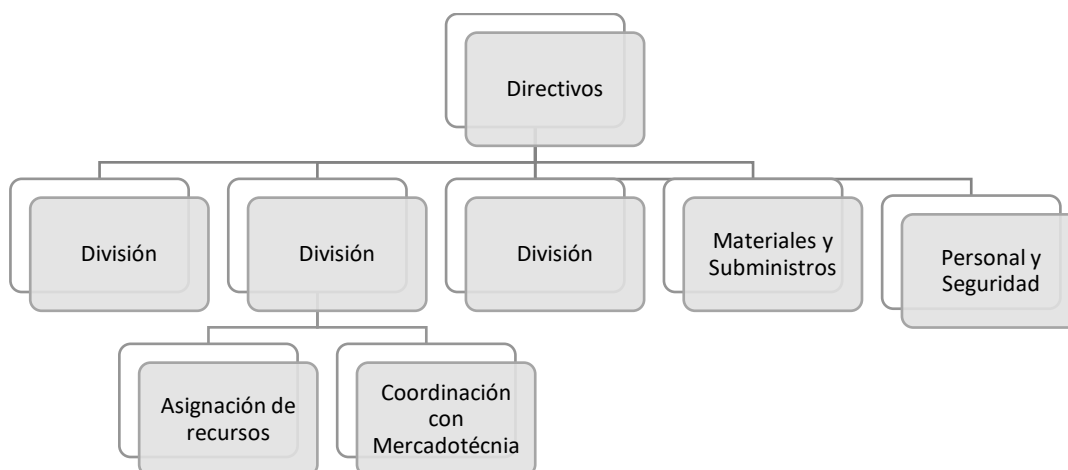 Directivos
División
División
División
Materiales y
Subministros
Personal y
Seguridad
Asignación de
recursos
Coordinación
con
Mercadotécnia